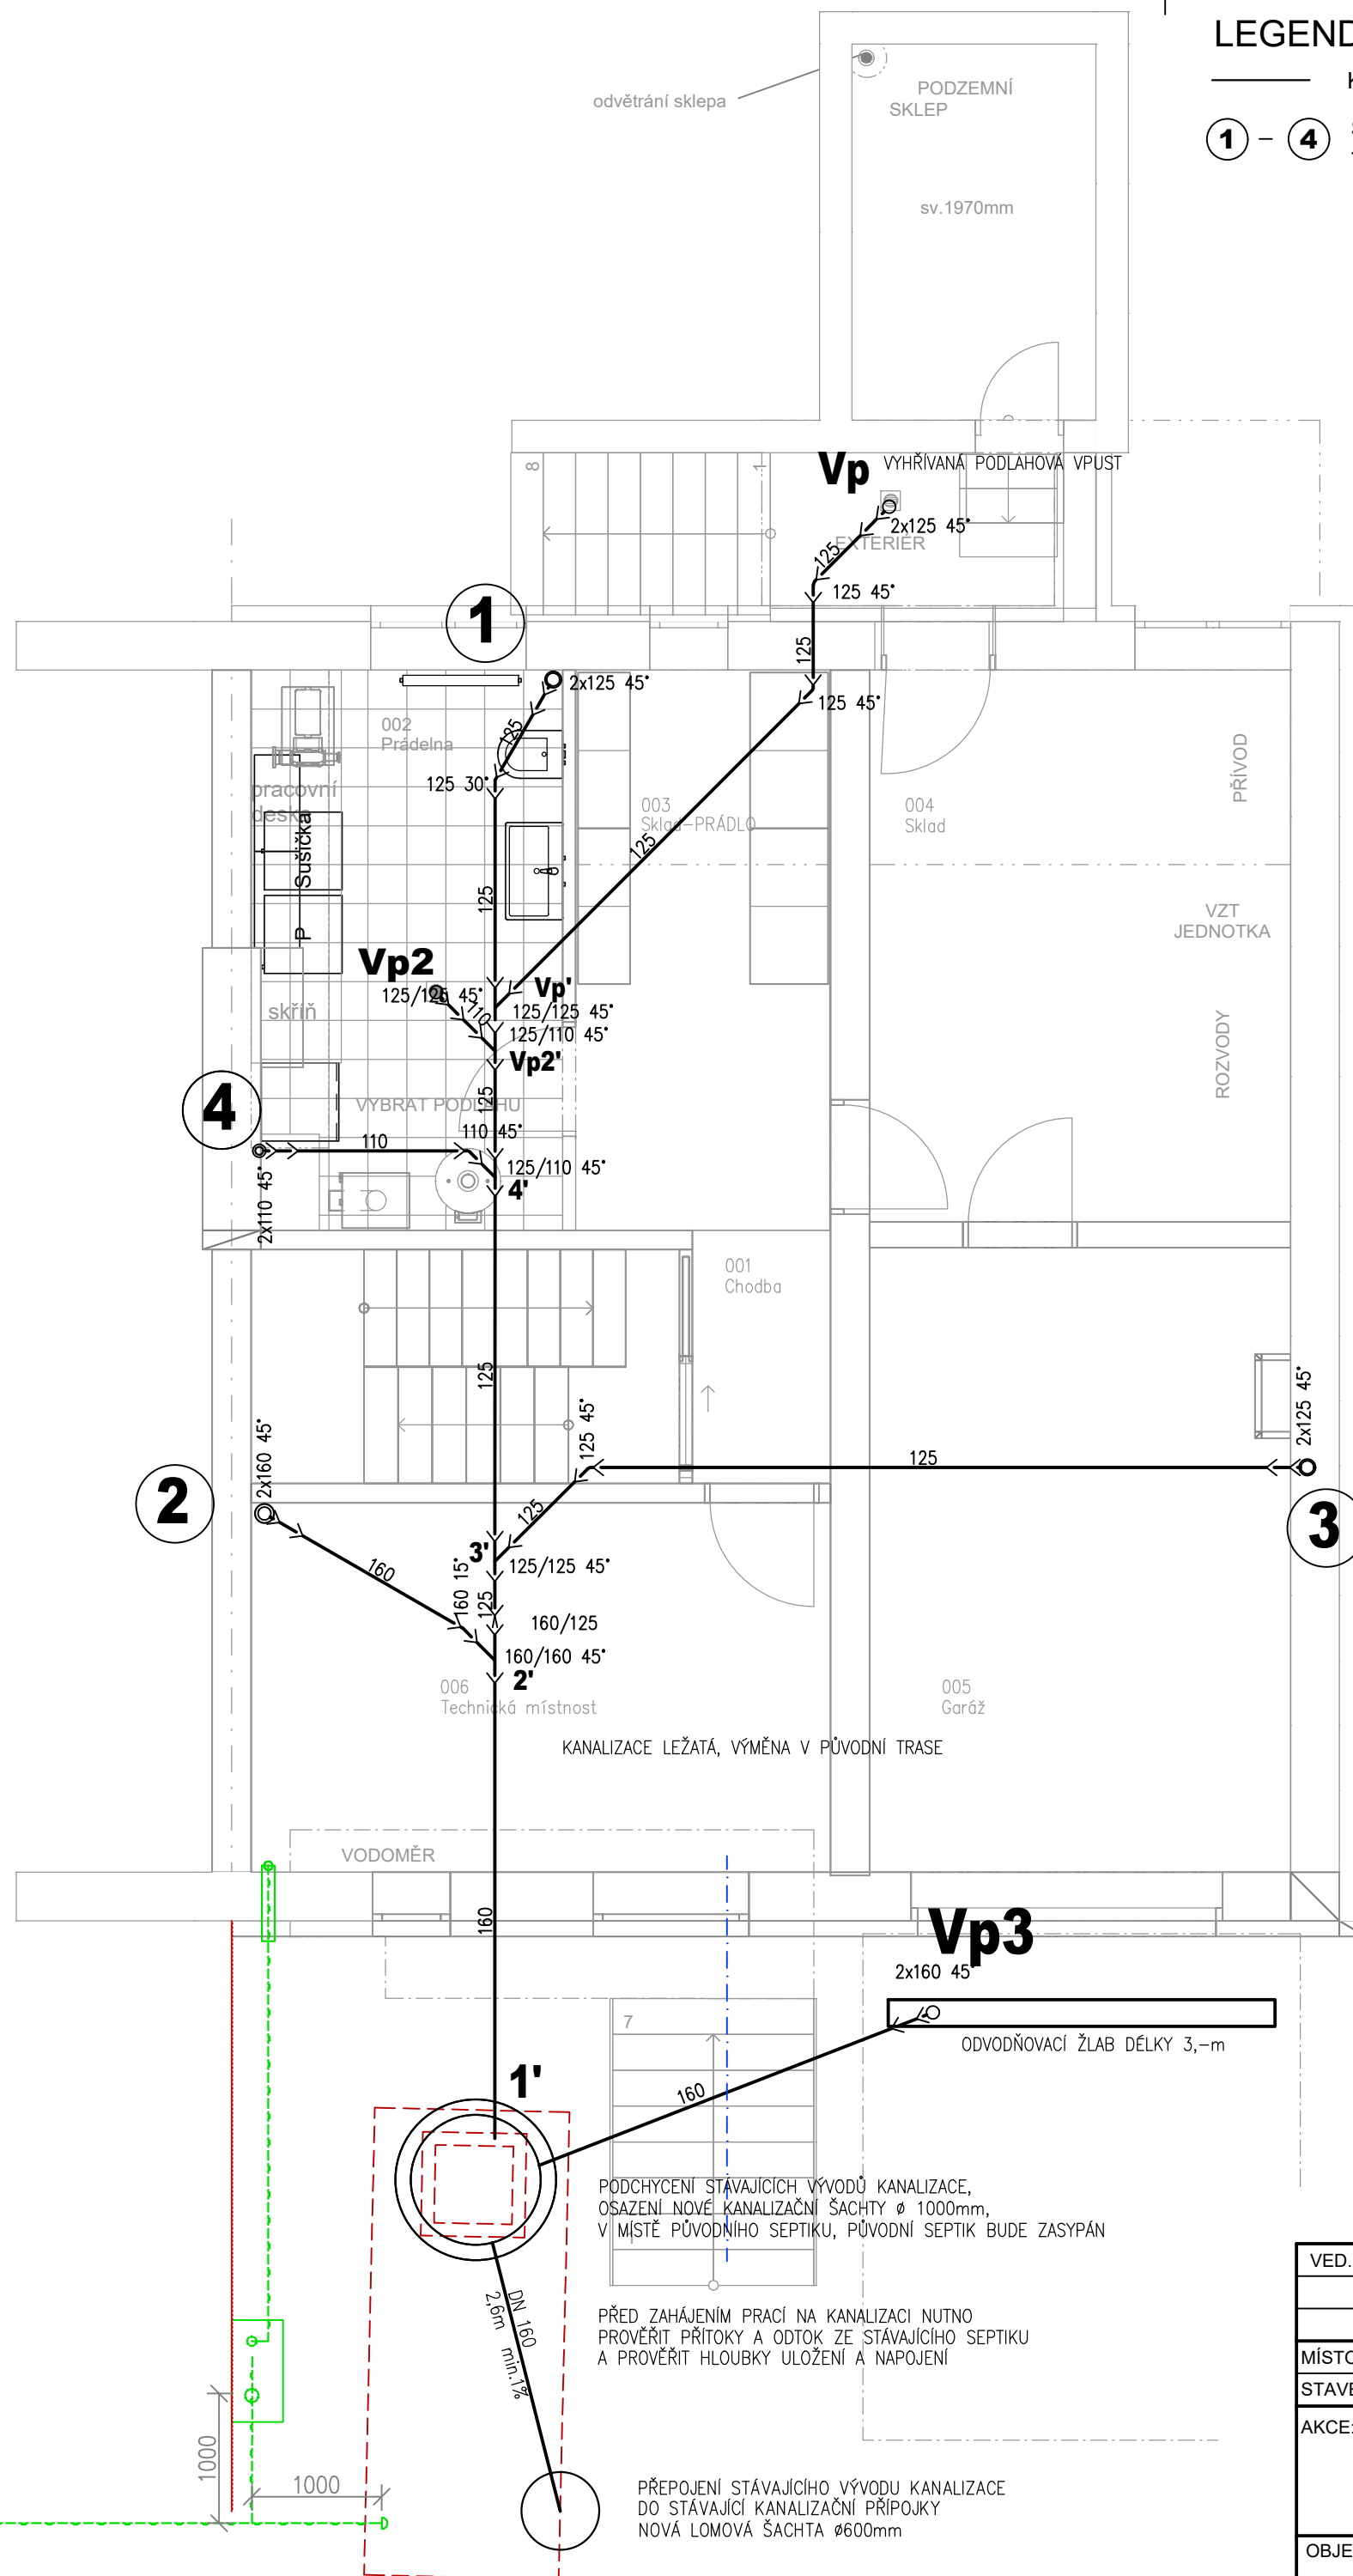 LEGEND
odvětrání sklepa
PODZEMNÍ
SKLEP
1 – 4
sv.1970mm
8
1
Vp
VYHŘÍVANÁ PODLAHOVÁ VPUST
2x125 45°
EXTERIÉR
125
125 45°
1
125
2x125 45°
125 45°
002
Prádelna
125
125 30°
pracovní
deska
Sušička
003
Sklad-PRÁDLO
004
Sklad
PŘÍVOD
125
125
P
VZT
JEDNOTKA
Vp2
125/125 45°
Vp'
skříň
110
125/125 45°
125/110 45°
Vp2'
ROZVODY
4
VYBRAT PODLAHU
125
110 45°
110
125/110 45°
4'
2x110 45°
001
Chodba
125
2x160 45°
125 45°
2x125 45°
125
2
125
3
3'
125/125 45°
160
160 15°
125
160/125
160/160 45°
2'
006
Technická místnost
005
Garáž
KANALIZACE LEŽATÁ, VÝMĚNA V PŮVODNÍ TRASE
VODOMĚR
160
Vp3
2x160 45°
7
ODVODŇOVACÍ ŽLAB DÉLKY 3,-m
1'
160
PODCHYCENÍ STÁVAJÍCÍCH VÝVODŮ KANALIZACE,
OSAZENÍ NOVÉ KANALIZAČNÍ ŠACHTY ø 1000mm,
V MÍSTĚ PŮVODNÍHO SEPTIKU, PŮVODNÍ SEPTIK BUDE ZASYPÁN
VED.
DN 160
2,6m min.1%
PŘED ZAHÁJENÍM PRACÍ NA KANALIZACI NUTNO
PROVĚŘIT PŘÍTOKY A ODTOK ZE STÁVAJÍCÍHO SEPTIKU
A PROVĚŘIT HLOUBKY ULOŽENÍ A NAPOJENÍ
MÍSTO
STAVE
AKCE:
1000
1000
PŘEPOJENÍ STÁVAJÍCÍHO VÝVODU KANALIZACE
DO STÁVAJÍCÍ KANALIZAČNÍ PŘÍPOJKY
NOVÁ LOMOVÁ ŠACHTA ø600mm
OBJE